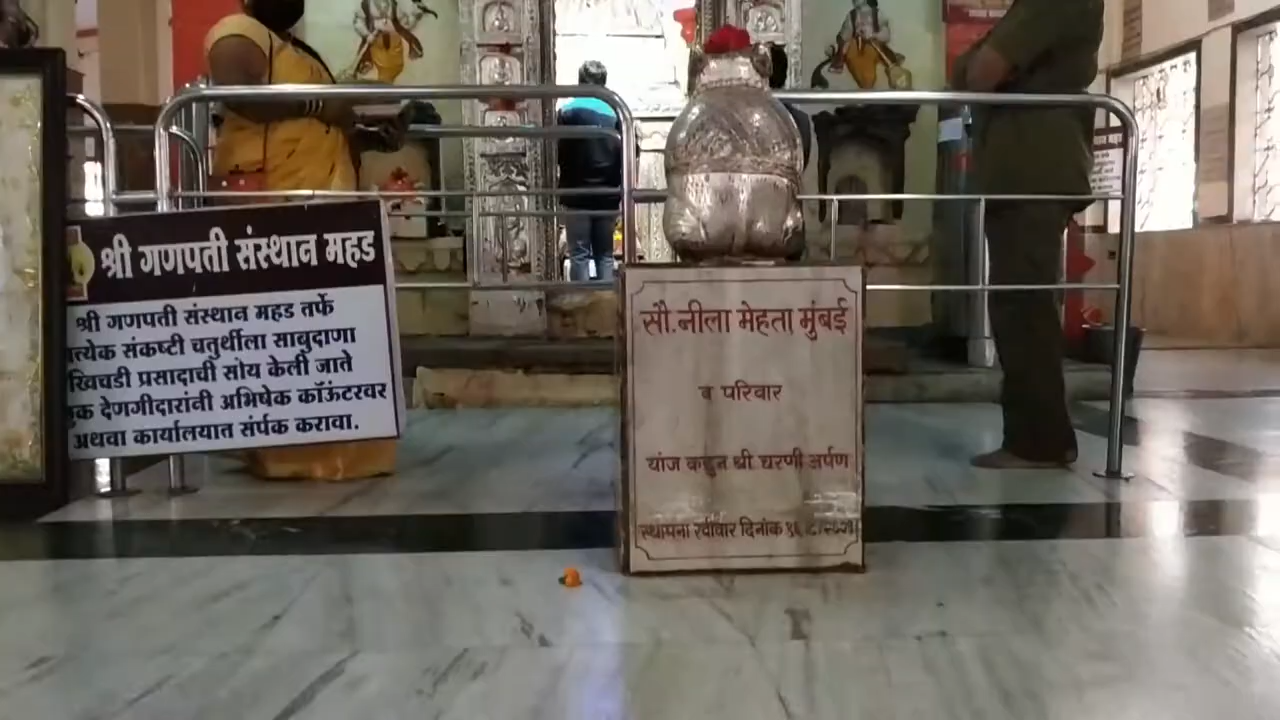 श्री गणपती संस्थान महड
श्री गणपती संस्थान महड तर्फे
प्रत्येक संकष्टी चतुर्थीला साबुदाणा
खिचडी प्रसादाची सोय केली जाते
देणगीदारांनी अभिषेक कॉऊंटरवर
अथवा कार्यालयात संर्पक करावा.
सौ. नीला मेहता मुंबई
व परिवार
यांज कडुन श्री चरणी अर्पण
स्थापना रवीवार दिनांक